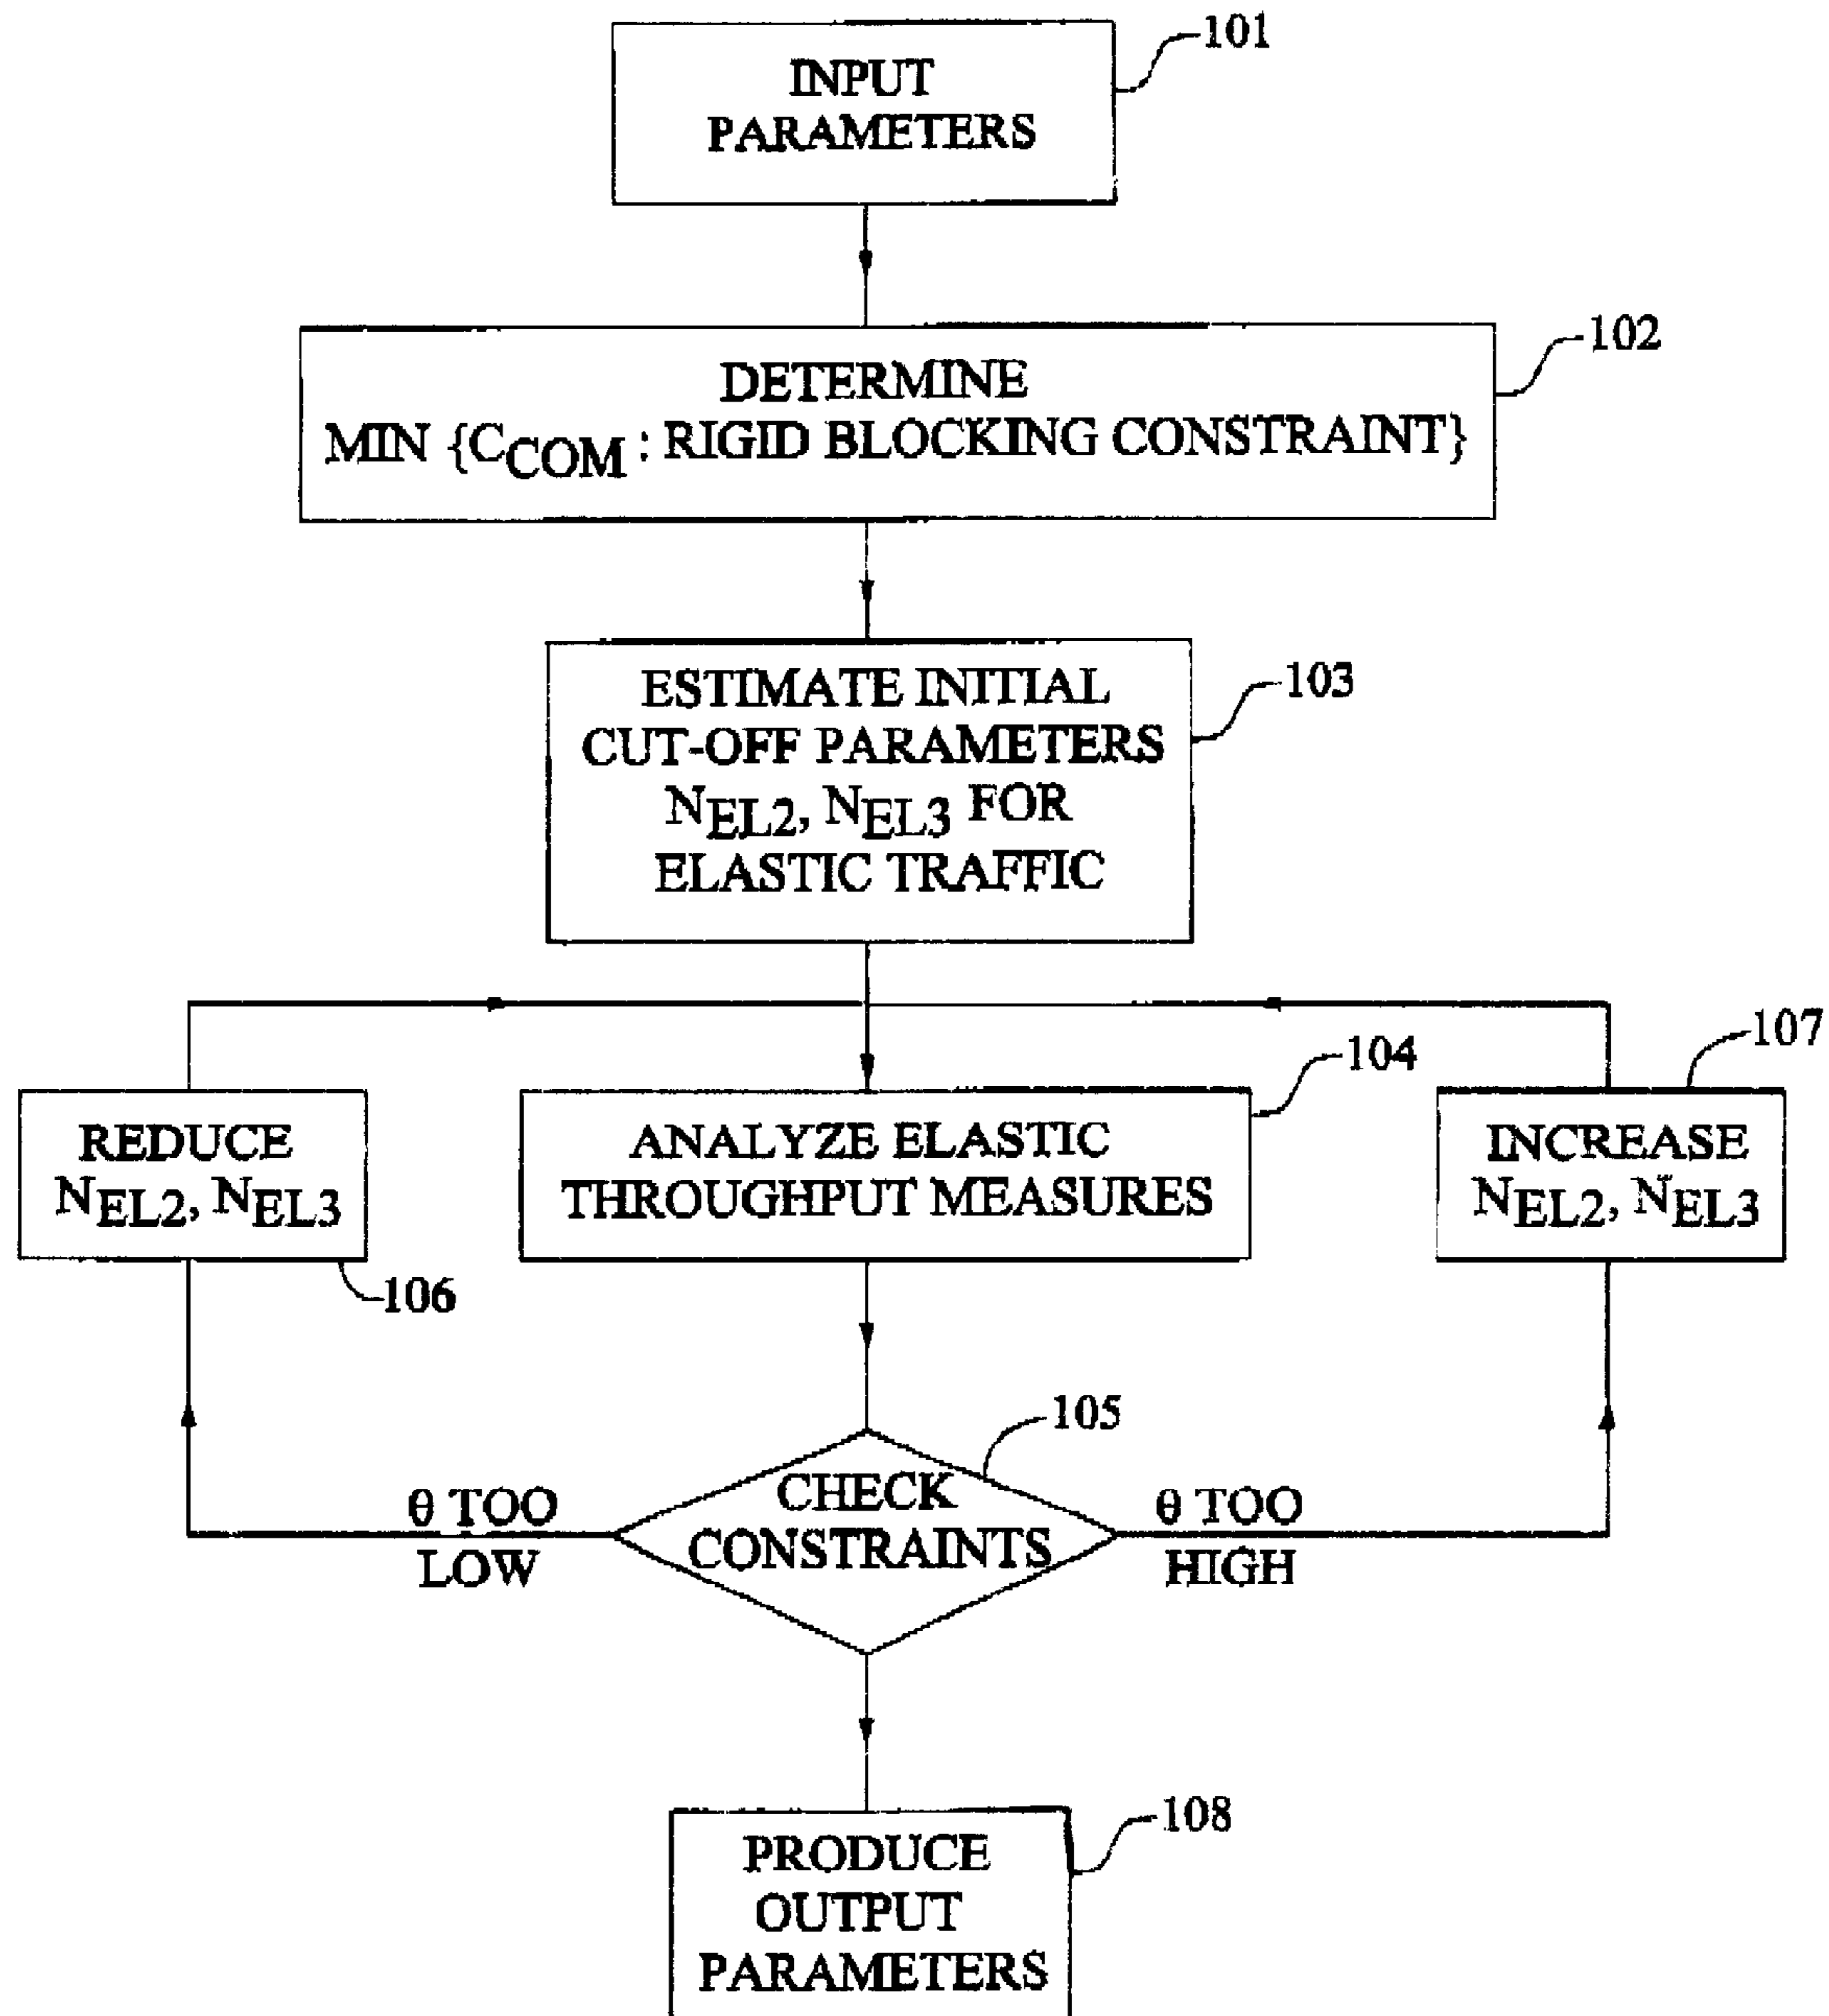 101
INPUT
PARAMETERS
102
DETERMINE
MIN {CCOM : RIGID BLOCKING CONSTRAINT}
103
ESTIMATE INITIAL
CUT-OFF PARAMETERS
NEL2, NEL3 FOR
ELASTIC TRAFFIC
104
107
REDUCE
NEL2, NEL3
ANALYZE ELASTIC
THROUGHPUT MEASURES
INCREASE
NEL2, NEL3
106
105
CHECK
CONSTRAINTS
θ TOO
LOW
θ TOO
HIGH
108
PRODUCE
OUTPUT
PARAMETERS